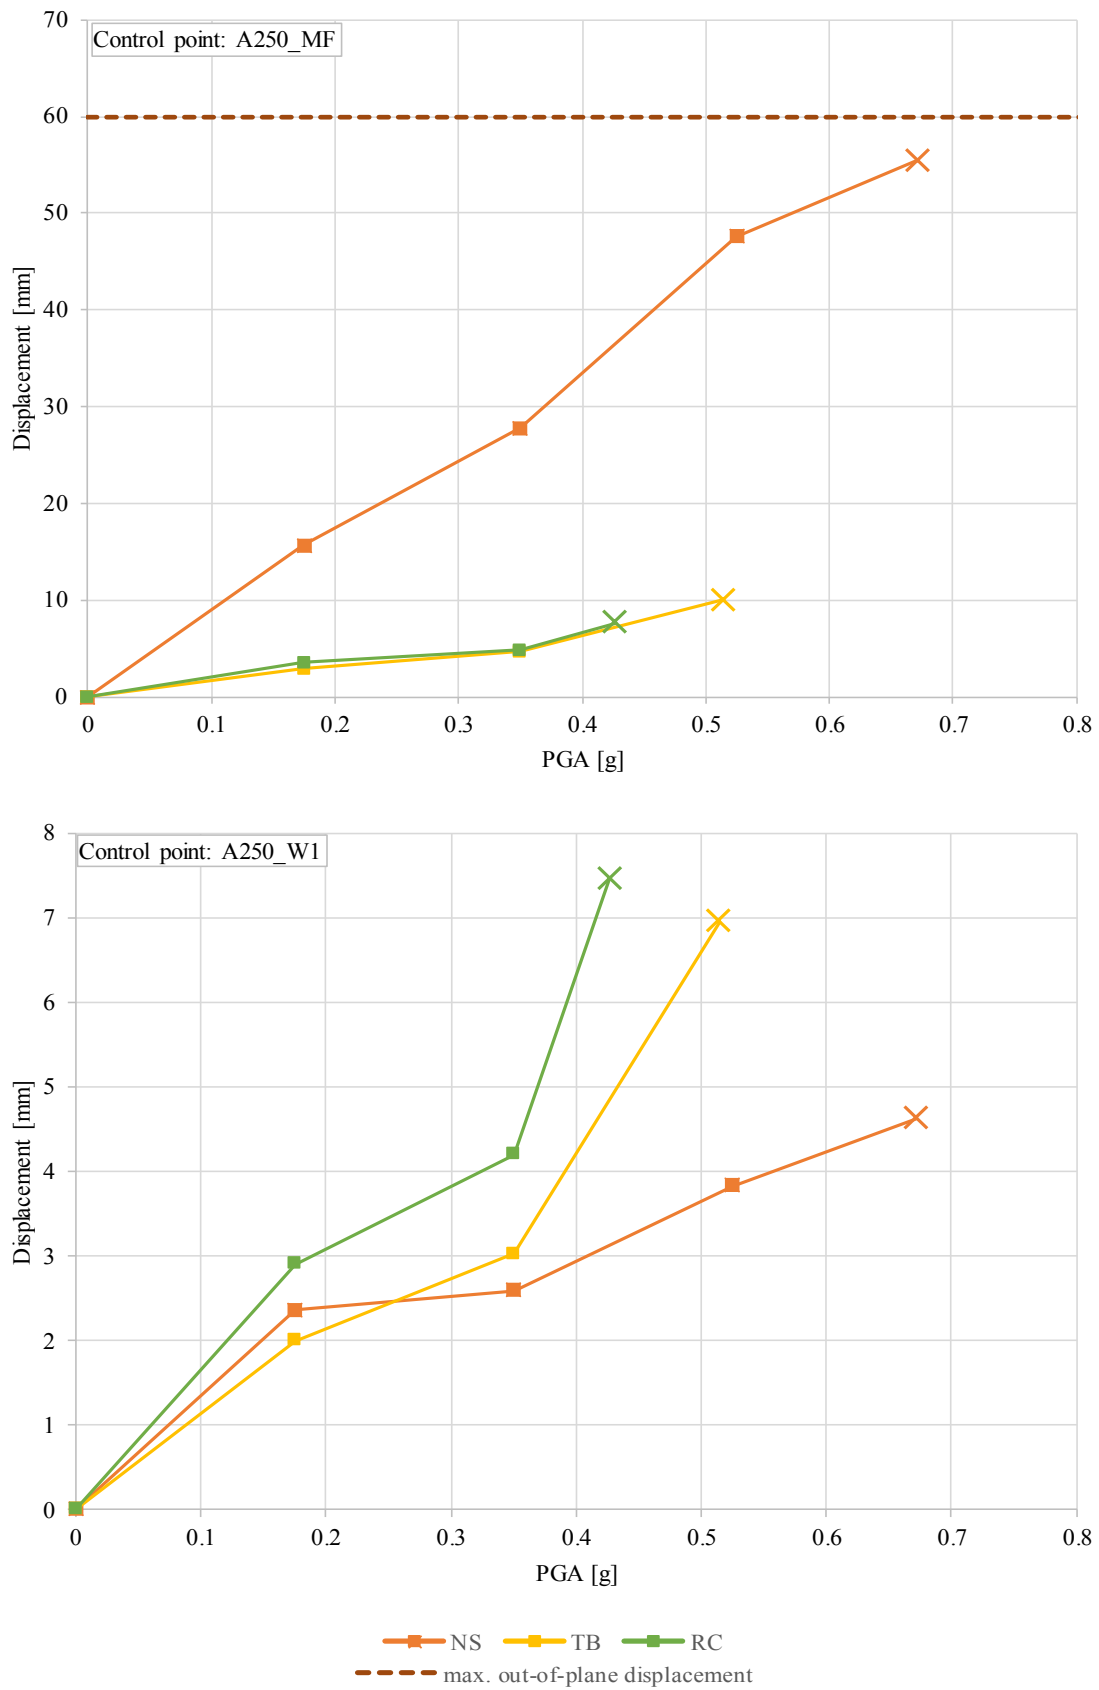 Control point: A250_MF
70
60
50
40
30
20
10
0
Displacement [mm]
0 0.1 0.2 0.3 0.4 0.5 0.6 0.7 0.8
PGA [g]
Control point: A250_W1
8
7
6
5
4
3
2
1
0
Displacement [mm]
0 0.1 0.2 0.3 0.4 0.5 0.6 0.7 0.8
PGA [g]
NS TB RC
max. out-of-plane displacement